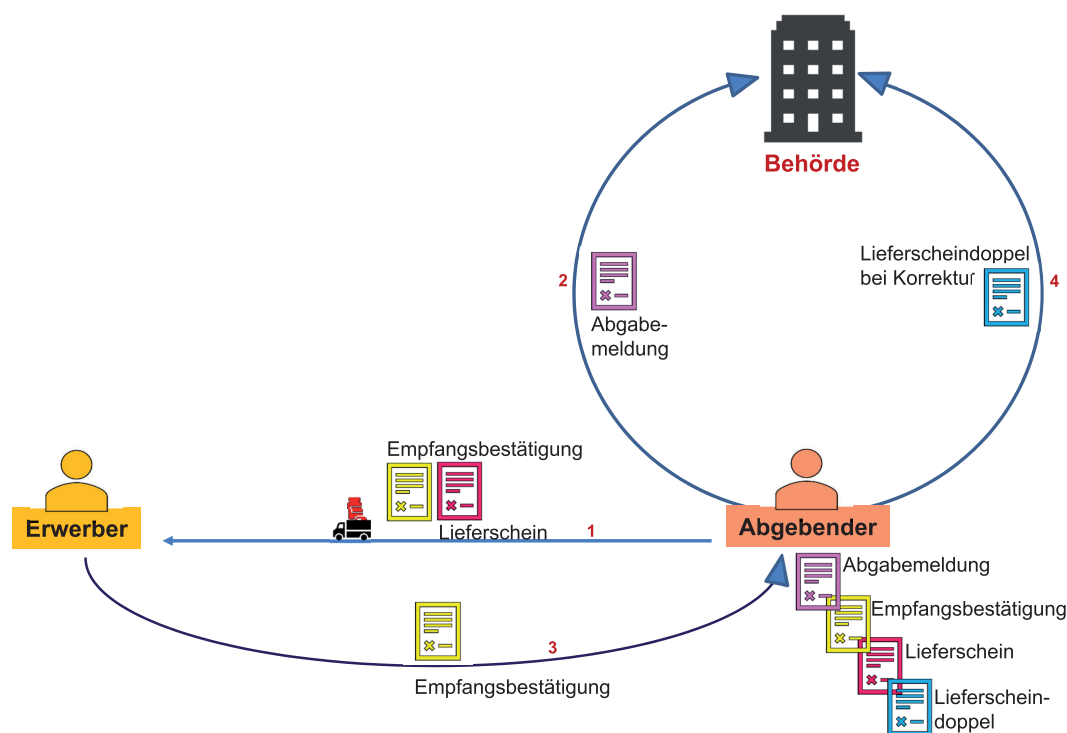 Behörde
Lieferscheindoppel
bei Korrektur
2
4
Abgabe-
meldung
Empfangsbestätigung
Erwerber
Lieferschein
1
Abgebender
Abgabemeldung
Empfangsbestätigung
3
Lieferschein
Empfangsbestätigung
Lieferschein-
doppel